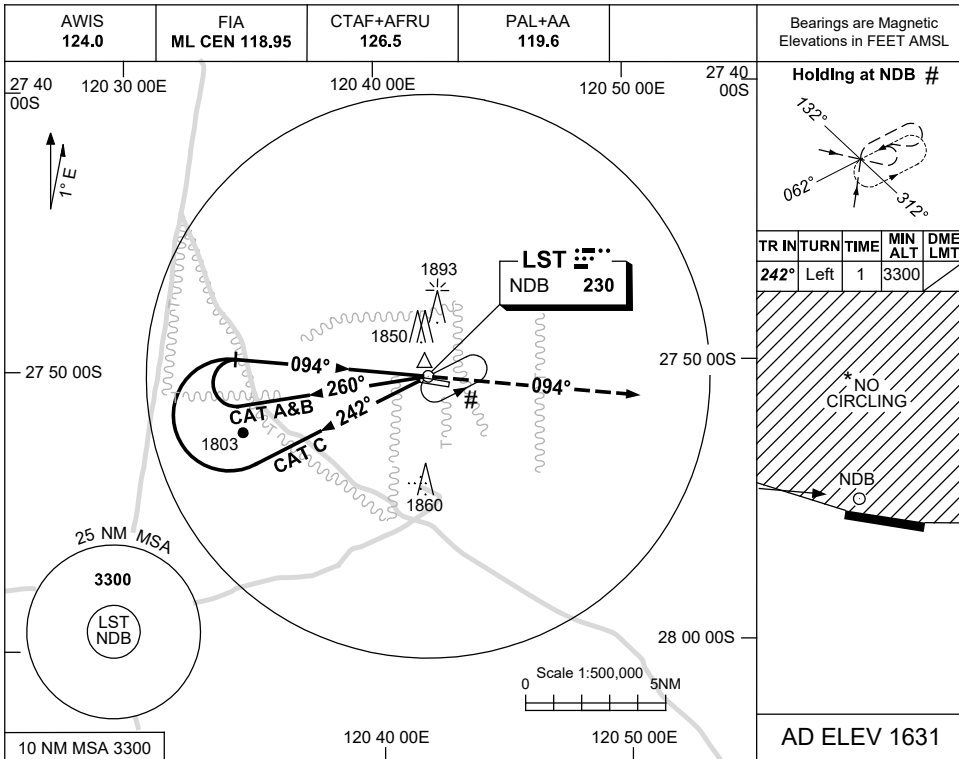 AWIS
124.0
FIA
ML CEN 118.95
CTAF+AFRU
126.5
PAL+AA
119.6
Bearings are Magnetic
Elevations in FEET AMSL
27 40
00S
120 30 00E
120 40 00E
120 50 00E
27 40
00S
1° E
Holding at NDB #
132°
062°
312°
TR IN TURN TIME MIN ALT DME LMT
242° Left 1 3300
LST
NDB 230
1893
1850
27 50 00S
27 50 00S
094°
260°
094°
CAT A&B
242°
#
CAT C
1803
1860
*NO
CIRCLING
NDB
25 NM MSA
3300
LST
NDB
28 00 00S
Scale 1:500,000
0 5NM
10 NM MSA 3300
120 40 00E
120 50 00E
AD ELEV 1631